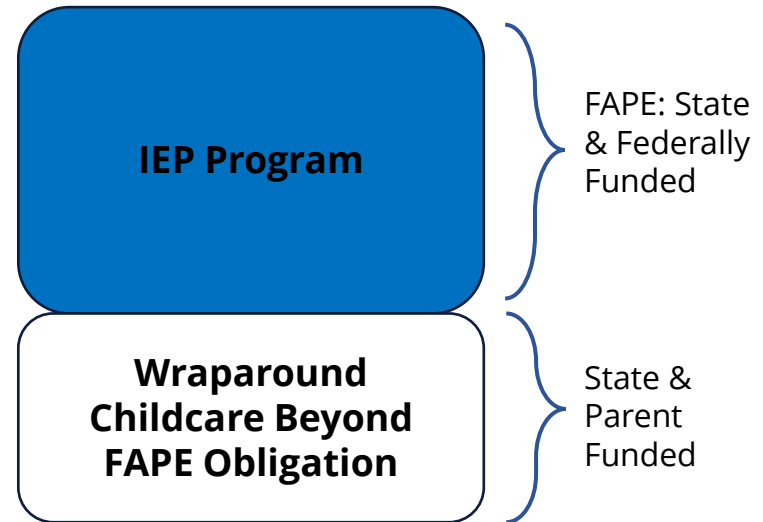 IEP Program
FAPE: State
& Federally
Funded
Wraparound
Childcare Beyond
FAPE Obligation
State &
Parent
Funded